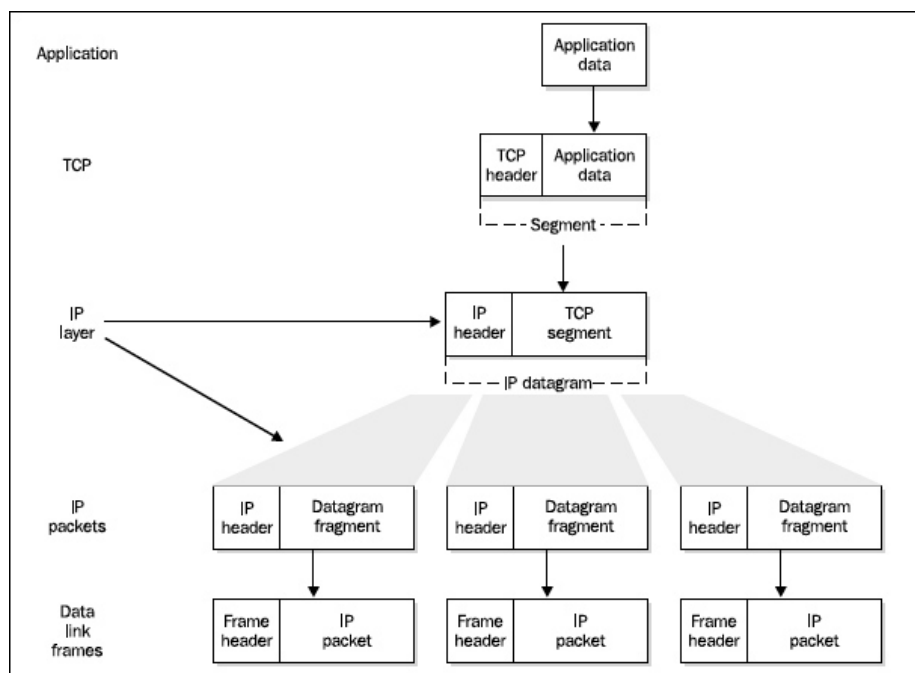 Application
Application
data
TCP
TCP
header
Application
data
Segment
IP
layer
IP
header
TCP
segment
IP datagram
IP
packets
IP
header
Datagram
fragment
IP
header
Datagram
fragment
IP
header
Datagram
fragment
Data
link
frames
Frame
header
IP
packet
Frame
header
IP
packet
Frame
header
IP
packet